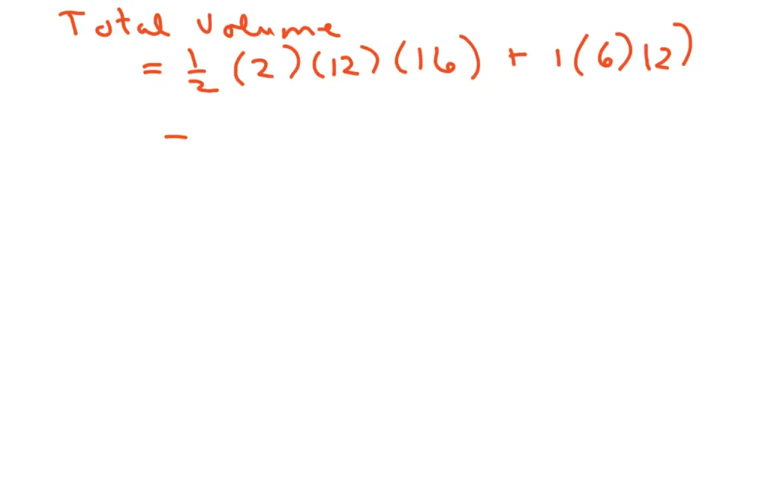 Total volume
= 1/2 (2)(12)(16) + 1(6)12)
-